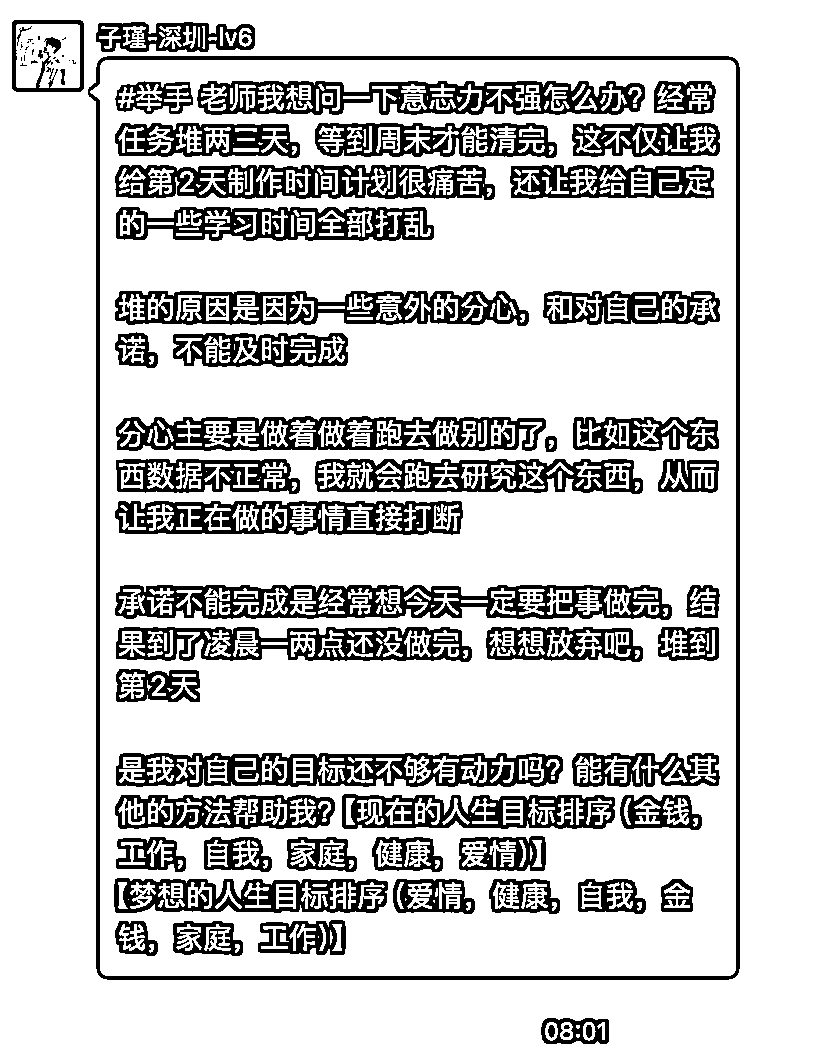 子瑾-深圳-lv6
#举手 老师我想问一下意志力不强怎么办？经常
任务堆两三天，等到周末才能清完，这不仅让我
给第2天制作时间计划很痛苦，还让我给自己定
的一些学习时间全部打乱
堆的原因是因为一些意外的分心，和对自己的承
诺，不能及时完成
分心主要是做着做着跑去做别的了，比如这个东
西数据不正常，我就会跑去研究这个东西，从而
让我正在做的事情直接打断
承诺不能完成是经常想今天一定要把事做完，结
果到了凌晨一两点还没做完，想想放弃吧，堆到
第2天
是我对自己的目标还不够有动力吗？能有什么其
他的方法帮助我？【现在的人生目标排序（金钱，
工作，自我，家庭，健康，爱情）】
【梦想的人生目标排序（爱情，健康，自我，金
钱，家庭，工作）】
08:01